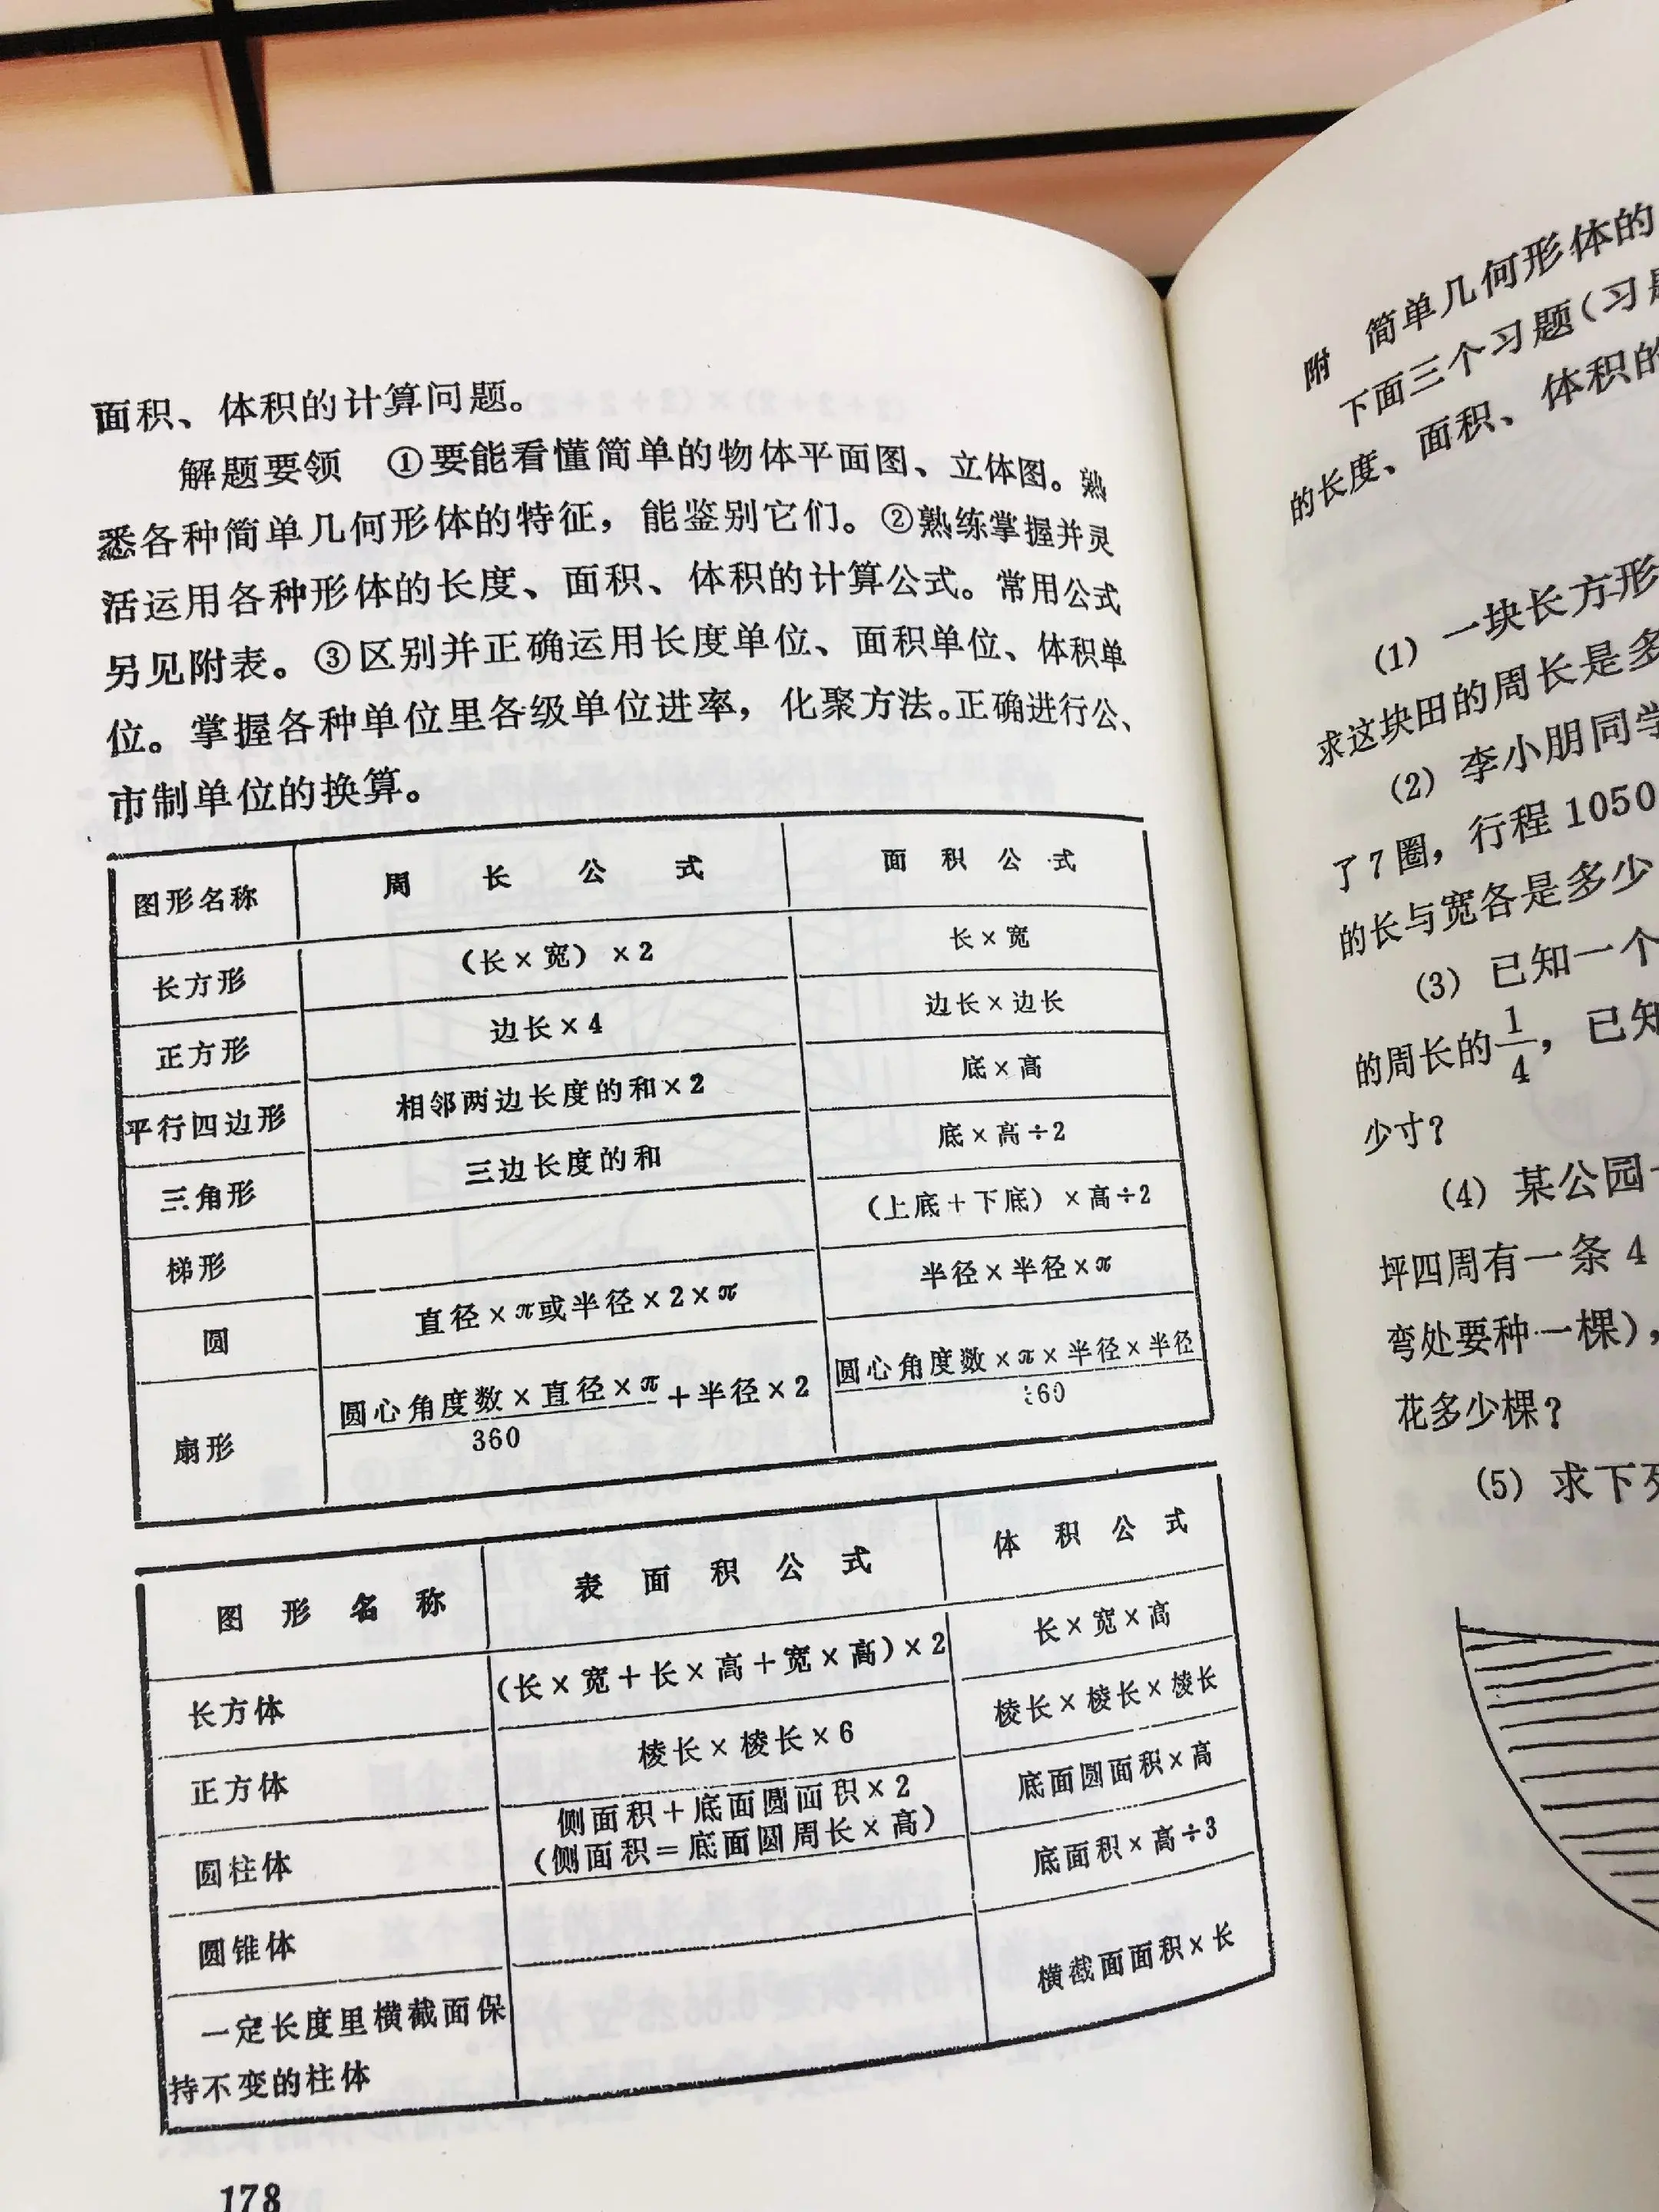 面积、体积的计算问题。
解题要领 ①要能看懂简单的物体平面图、立体图。熟
悉各种简单几何形体的特征，能鉴别它们。②熟练掌握并灵
活运用各种形体的长度、面积、体积的计算公式。常用公式
另见附表。③区别并正确运用长度单位、面积单位、体积单
位。掌握各种单位里各级单位进率，化聚方法。正确进行公、
市制单位的换算。
图形名称 周长公式 面积公式
长方形 (长×宽)×2 长×宽
正方形 边长×4 边长×边长
平行四边形 相邻两边长度的和×2 底×高
三角形 三边长度的和 底×高÷2
梯形 (上底+下底)×高÷2
圆 直径×π或半径×2×π 半径×半径×π
扇形 圆心角度数×直径×π/360+半径×2 圆心角度数×π×半径×半径/360
图形名称 表面积公式 体积公式
长方体 (长×宽+长×高+宽×高)×2 长×宽×高
正方体 棱长×棱长×6 棱长×棱长×棱长
圆柱体 侧面积+底面圆面积×2 底面圆面积×高
(侧面积=底面圆周长×高)
圆锥体 底面积×高÷3
一定长度里横截面保 横截面面积×长
持不变的柱体
178
附 简单几何形体的
下面三个习题(习
的长度、面积、体积的
(1) 一块长方形
求这块田的周长是多
(2) 李小朋同学
了7圈，行程1050
的长与宽各是多少
(3) 已知一个
的周长的1/4，已知
少寸?
(4) 某公园
坪四周有一条4
弯处要种一棵)，
花多少棵?
(5) 求下